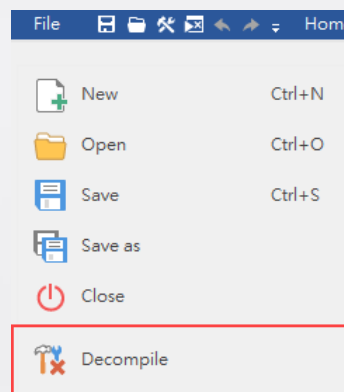 File Hom
New Ctrl+N
Open Ctrl+O
Save Ctrl+S
Save as
Close
Decompile